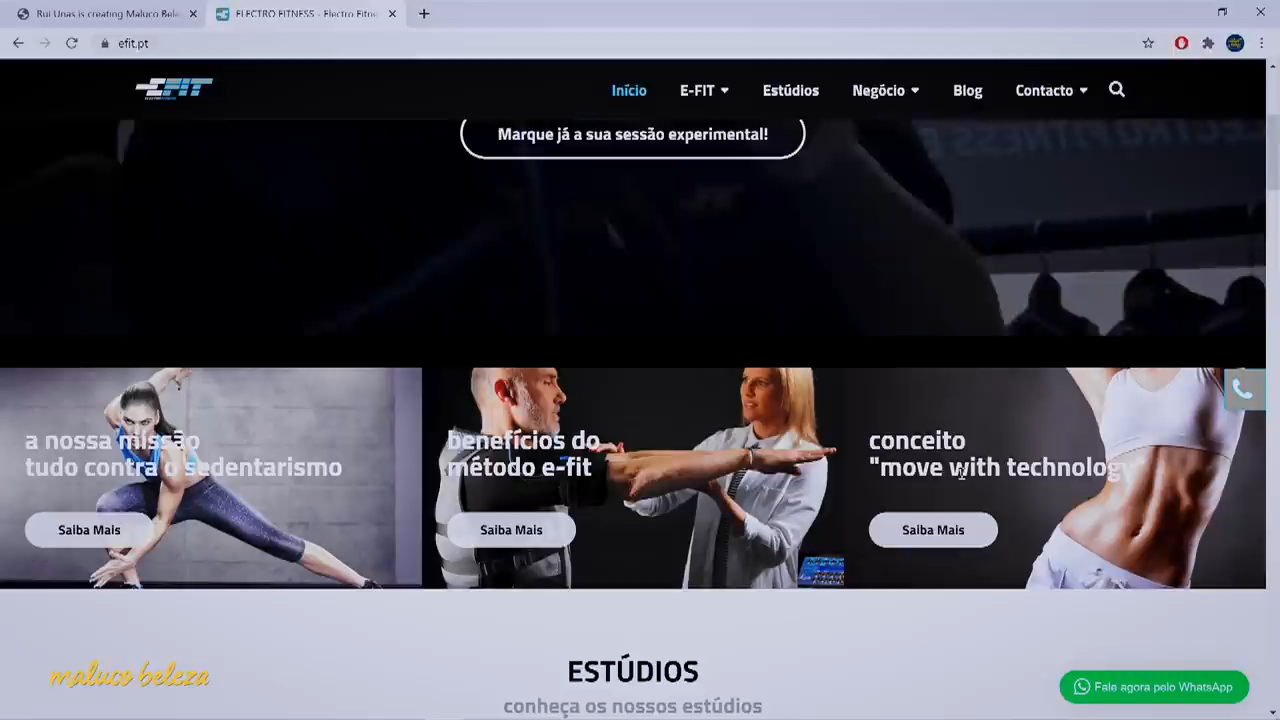 Rui Unas is creating Maluco Bele
ELECTRO FITNESS - Electro Fitne
efit.pt
EFIT
Início
E-FIT
Estúdios
Negócio
Blog
Contacto
Marque já a sua sessão experimental!
a nossa missão
tudo contra o sedentarismo
Saiba Mais
benefícios do
método e-fit
Saiba Mais
conceito
"move with technology"
Saiba Mais
ESTÚDIOS
conheça os nossos estúdios
maluco beleza
Fale agora pelo WhatsApp